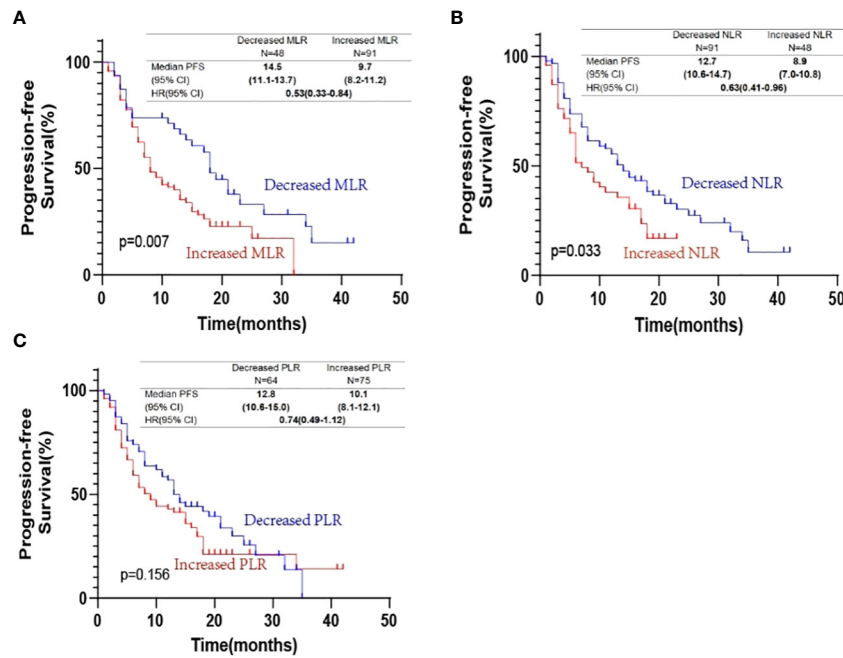 A
Decreased MLR Increased MLR
N=48 N=91
Median PFS 14.5 9.7
(95% CI) (11.1-13.7) (8.2-11.2)
HR(95% CI) 0.53(0.33-0.84)
100
50
0
Progression-free
Survival(%)
Decreased MLR
Increased MLR
p=0.007
0 10 20 30 40 50
Time(months)
B
Decreased NLR Increased NLR
N=91 N=48
Median PFS 12.7 8.9
(95% CI) (10.6-14.7) (7.0-10.8)
HR(95% CI) 0.63(0.41-0.96)
100
50
0
Progression-free
Survival(%)
Decreased NLR
Increased NLR
p=0.033
0 10 20 30 40 50
Time(months)
C
Decreased PLR Increased PLR
N=64 N=75
Median PFS 12.8 10.1
(95% CI) (10.6-15.0) (8.1-12.1)
HR(95% CI) 0.74(0.49-1.12)
100
50
0
Progression-free
Survival(%)
Decreased PLR
Increased PLR
p=0.156
0 10 20 30 40 50
Time(months)